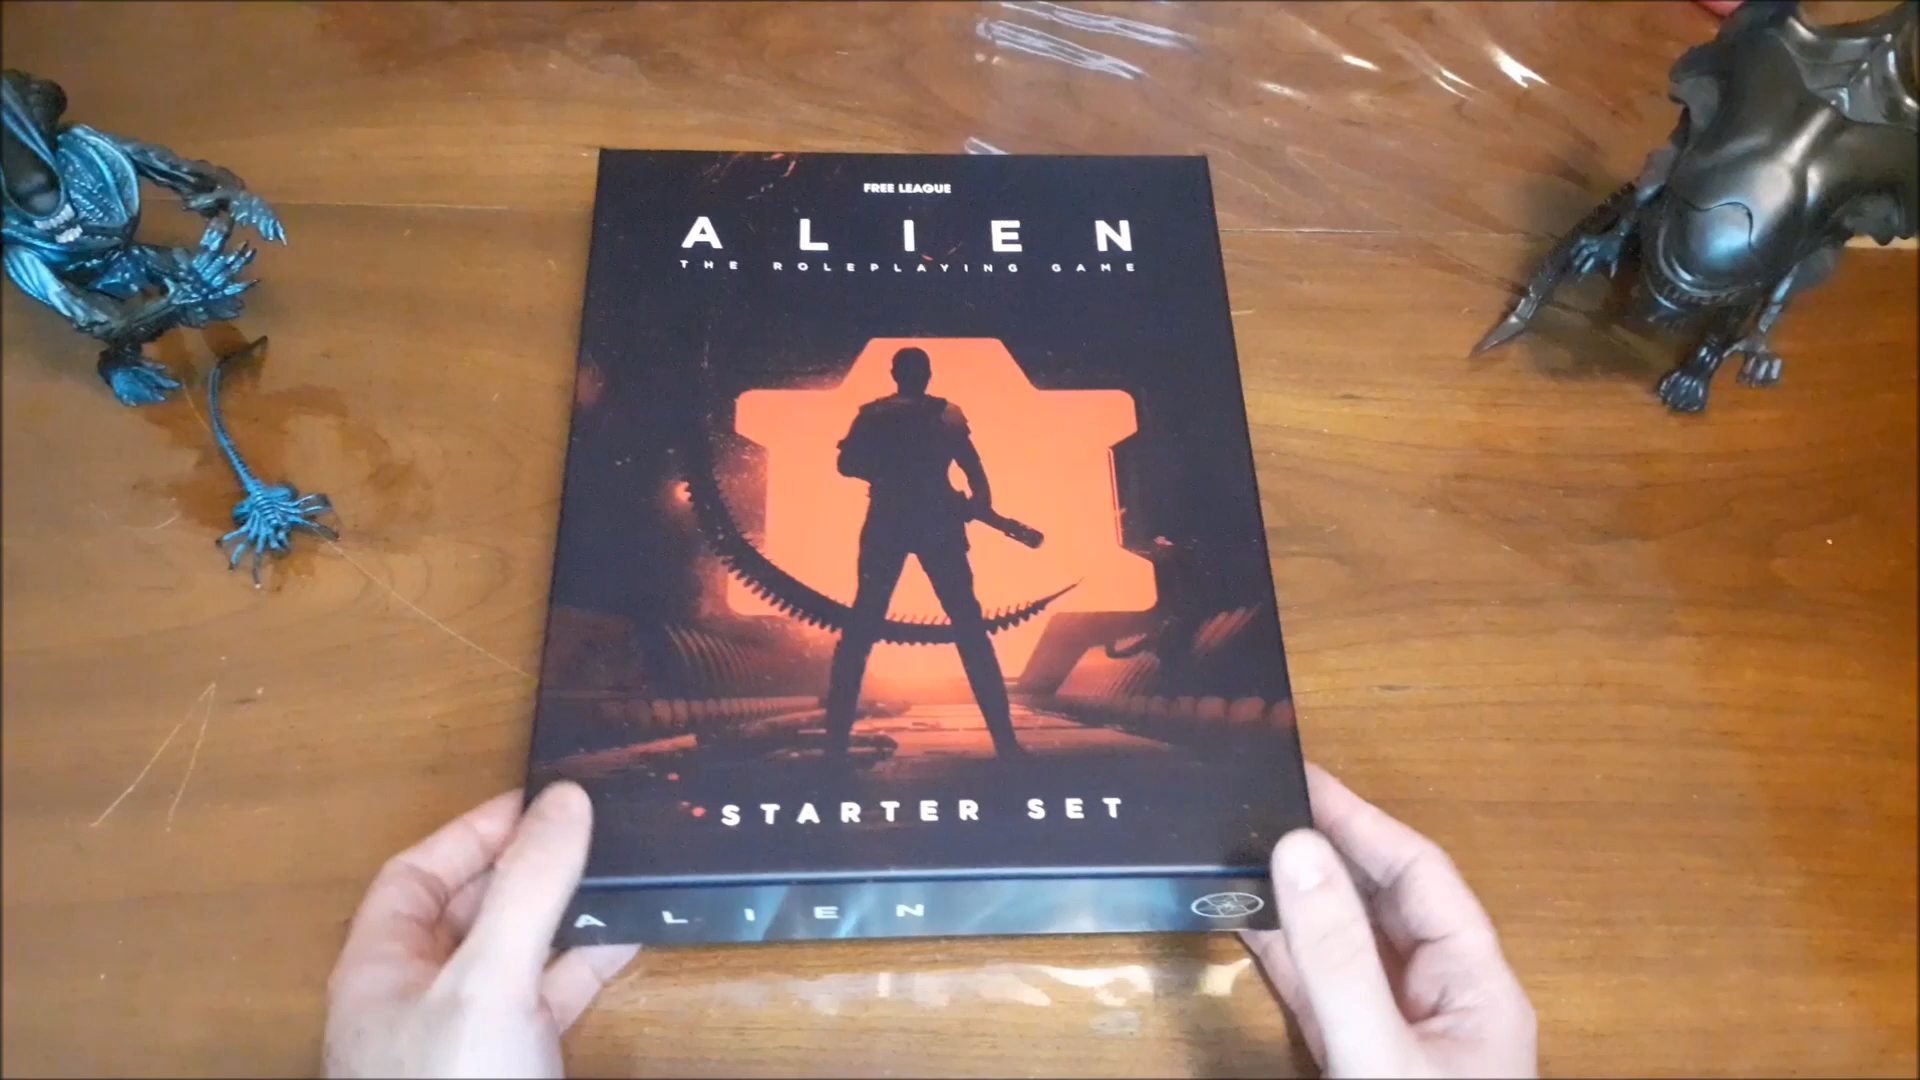 FREE LEAGUE
ALIEN
THE ROLEPLAYING GAME
STARTER SET
ALIEN